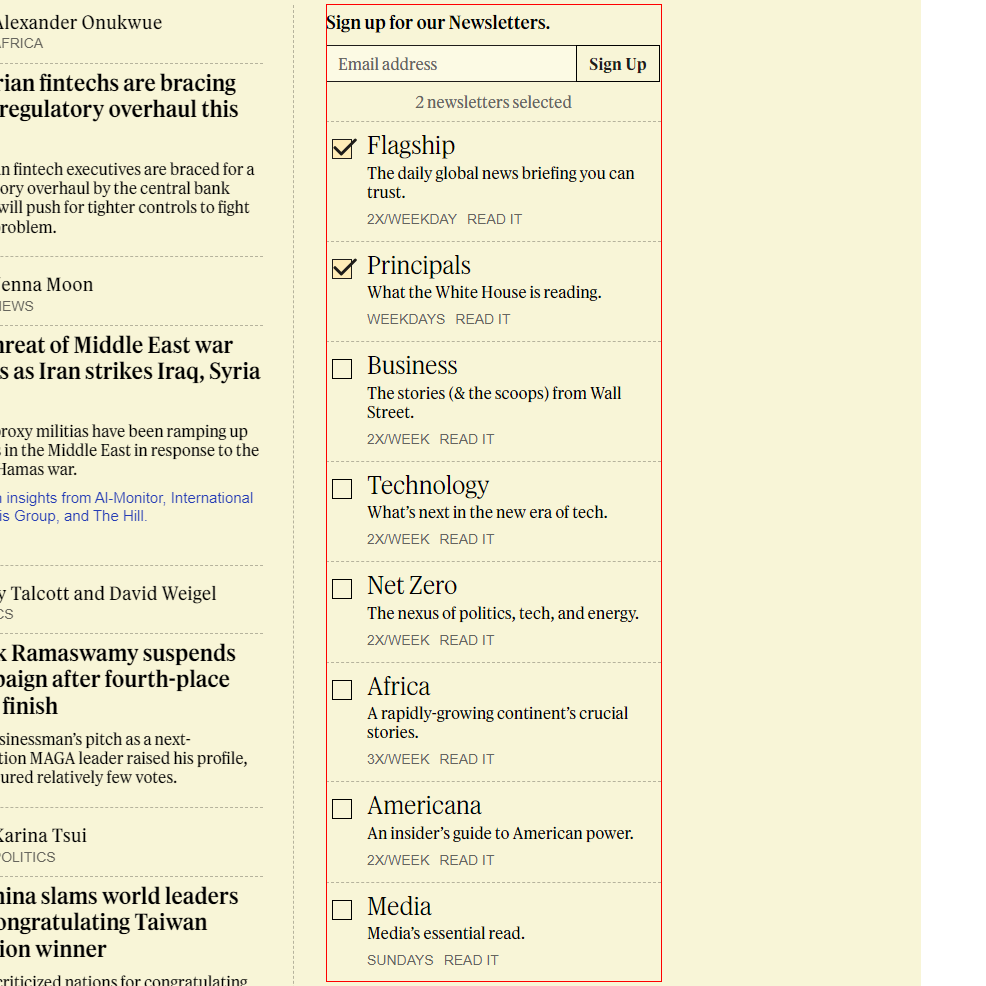 Alexander Onukwue
AFRICA
rian fintechs are bracing
regulatory overhaul this
n fintech executives are braced for a
ory overhaul by the central bank
will push for tighter controls to fight
roblem.
enna Moon
NEWS
hreat of Middle East war
s as Iran strikes Iraq, Syria
proxy militias have been ramping up
s in the Middle East in response to the
Hamas war.
n insights from Al-Monitor, International
is Group, and The Hill.
y Talcott and David Weigel
CS
k Ramaswamy suspends
paign after fourth-place
finish
sinessman's pitch as a next-
tion MAGA leader raised his profile,
ured relatively few votes.
Karina Tsui
POLITICS
hina slams world leaders
ongratulating Taiwan
ion winner
criticized nations for congratulating
Sign up for our Newsletters.
Email address
Sign Up
2 newsletters selected
Flagship
The daily global news briefing you can
trust.
2X/WEEKDAY READ IT
Principals
What the White House is reading.
WEEKDAYS READ IT
Business
The stories (& the scoops) from Wall
Street.
2X/WEEK READ IT
Technology
What's next in the new era of tech.
2X/WEEK READ IT
Net Zero
The nexus of politics, tech, and energy.
2X/WEEK READ IT
Africa
A rapidly-growing continent's crucial
stories.
3X/WEEK READ IT
Americana
An insider's guide to American power.
2X/WEEK READ IT
Media
Media's essential read.
SUNDAYS READ IT